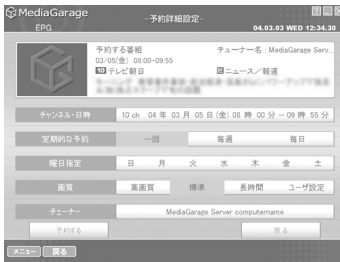 MediaGarage
EPG
-予約詳細設定-
04.03.03 WED 12:34.30
予約する番組
チューナー名:MediaGarage Serv...
03/05(金) 08:00-09:55
10 テレビ朝日
ニュース/報道
チャンネル・日時 10 ch 04 年 03 月 05 日(金) 08 時 00 分 - 09 時 55 分
定期的な予約 一回 毎週 毎日
曜日指定 日 月 火 水 木 金 土
画質 高画質 標準 長時間 ユーザ設定
チューナー MediaGarage Server computername
予約する 戻る
メニュー 戻る